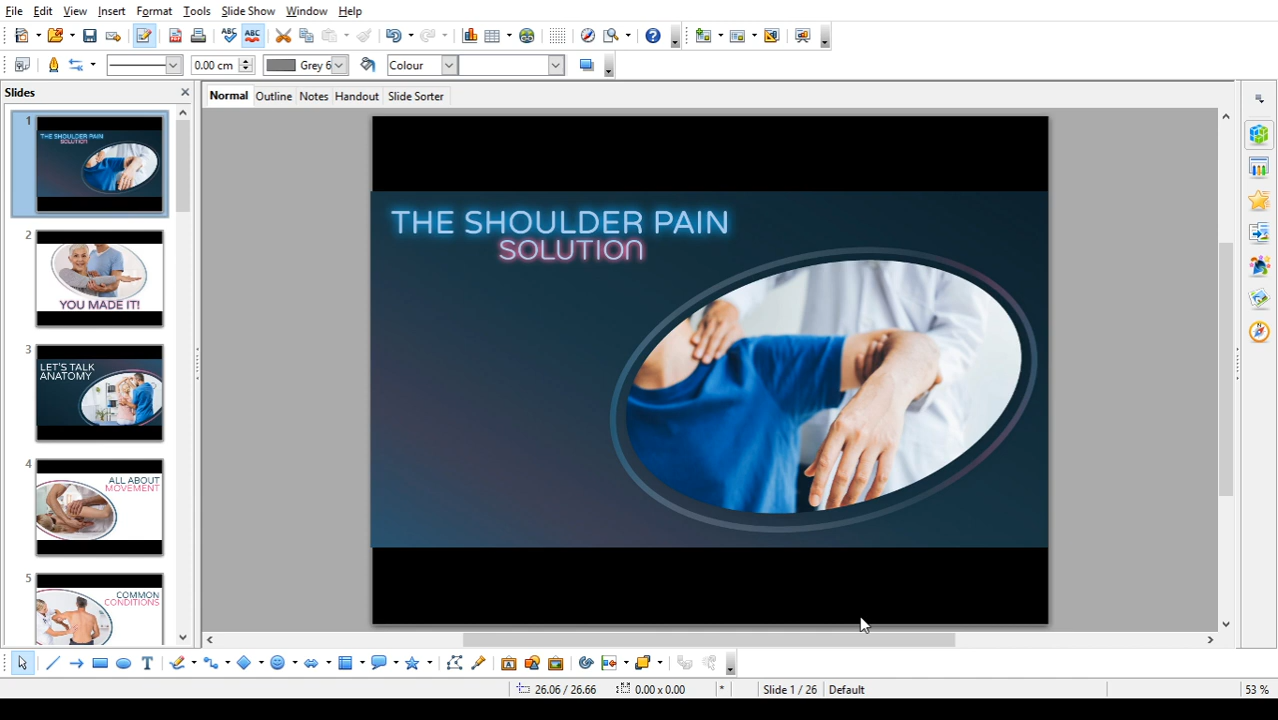 File Edit View Insert Format Tools Slide Show Window Help
ABC ABC
0.00 cm Grey 6 Colour
Slides
Normal Outline Notes Handout Slide Sorter
1
THE SHOULDER PAIN
SOLUTION
2
YOU MADE IT!
3
LET'S TALK
ANATOMY
4
ALL ABOUT
MOVEMENT
5
COMMON
CONDITIONS
THE SHOULDER PAIN
SOLUTION
T
26.06 / 26.66 0.00 x 0.00 * Slide 1 / 26 Default 53 %